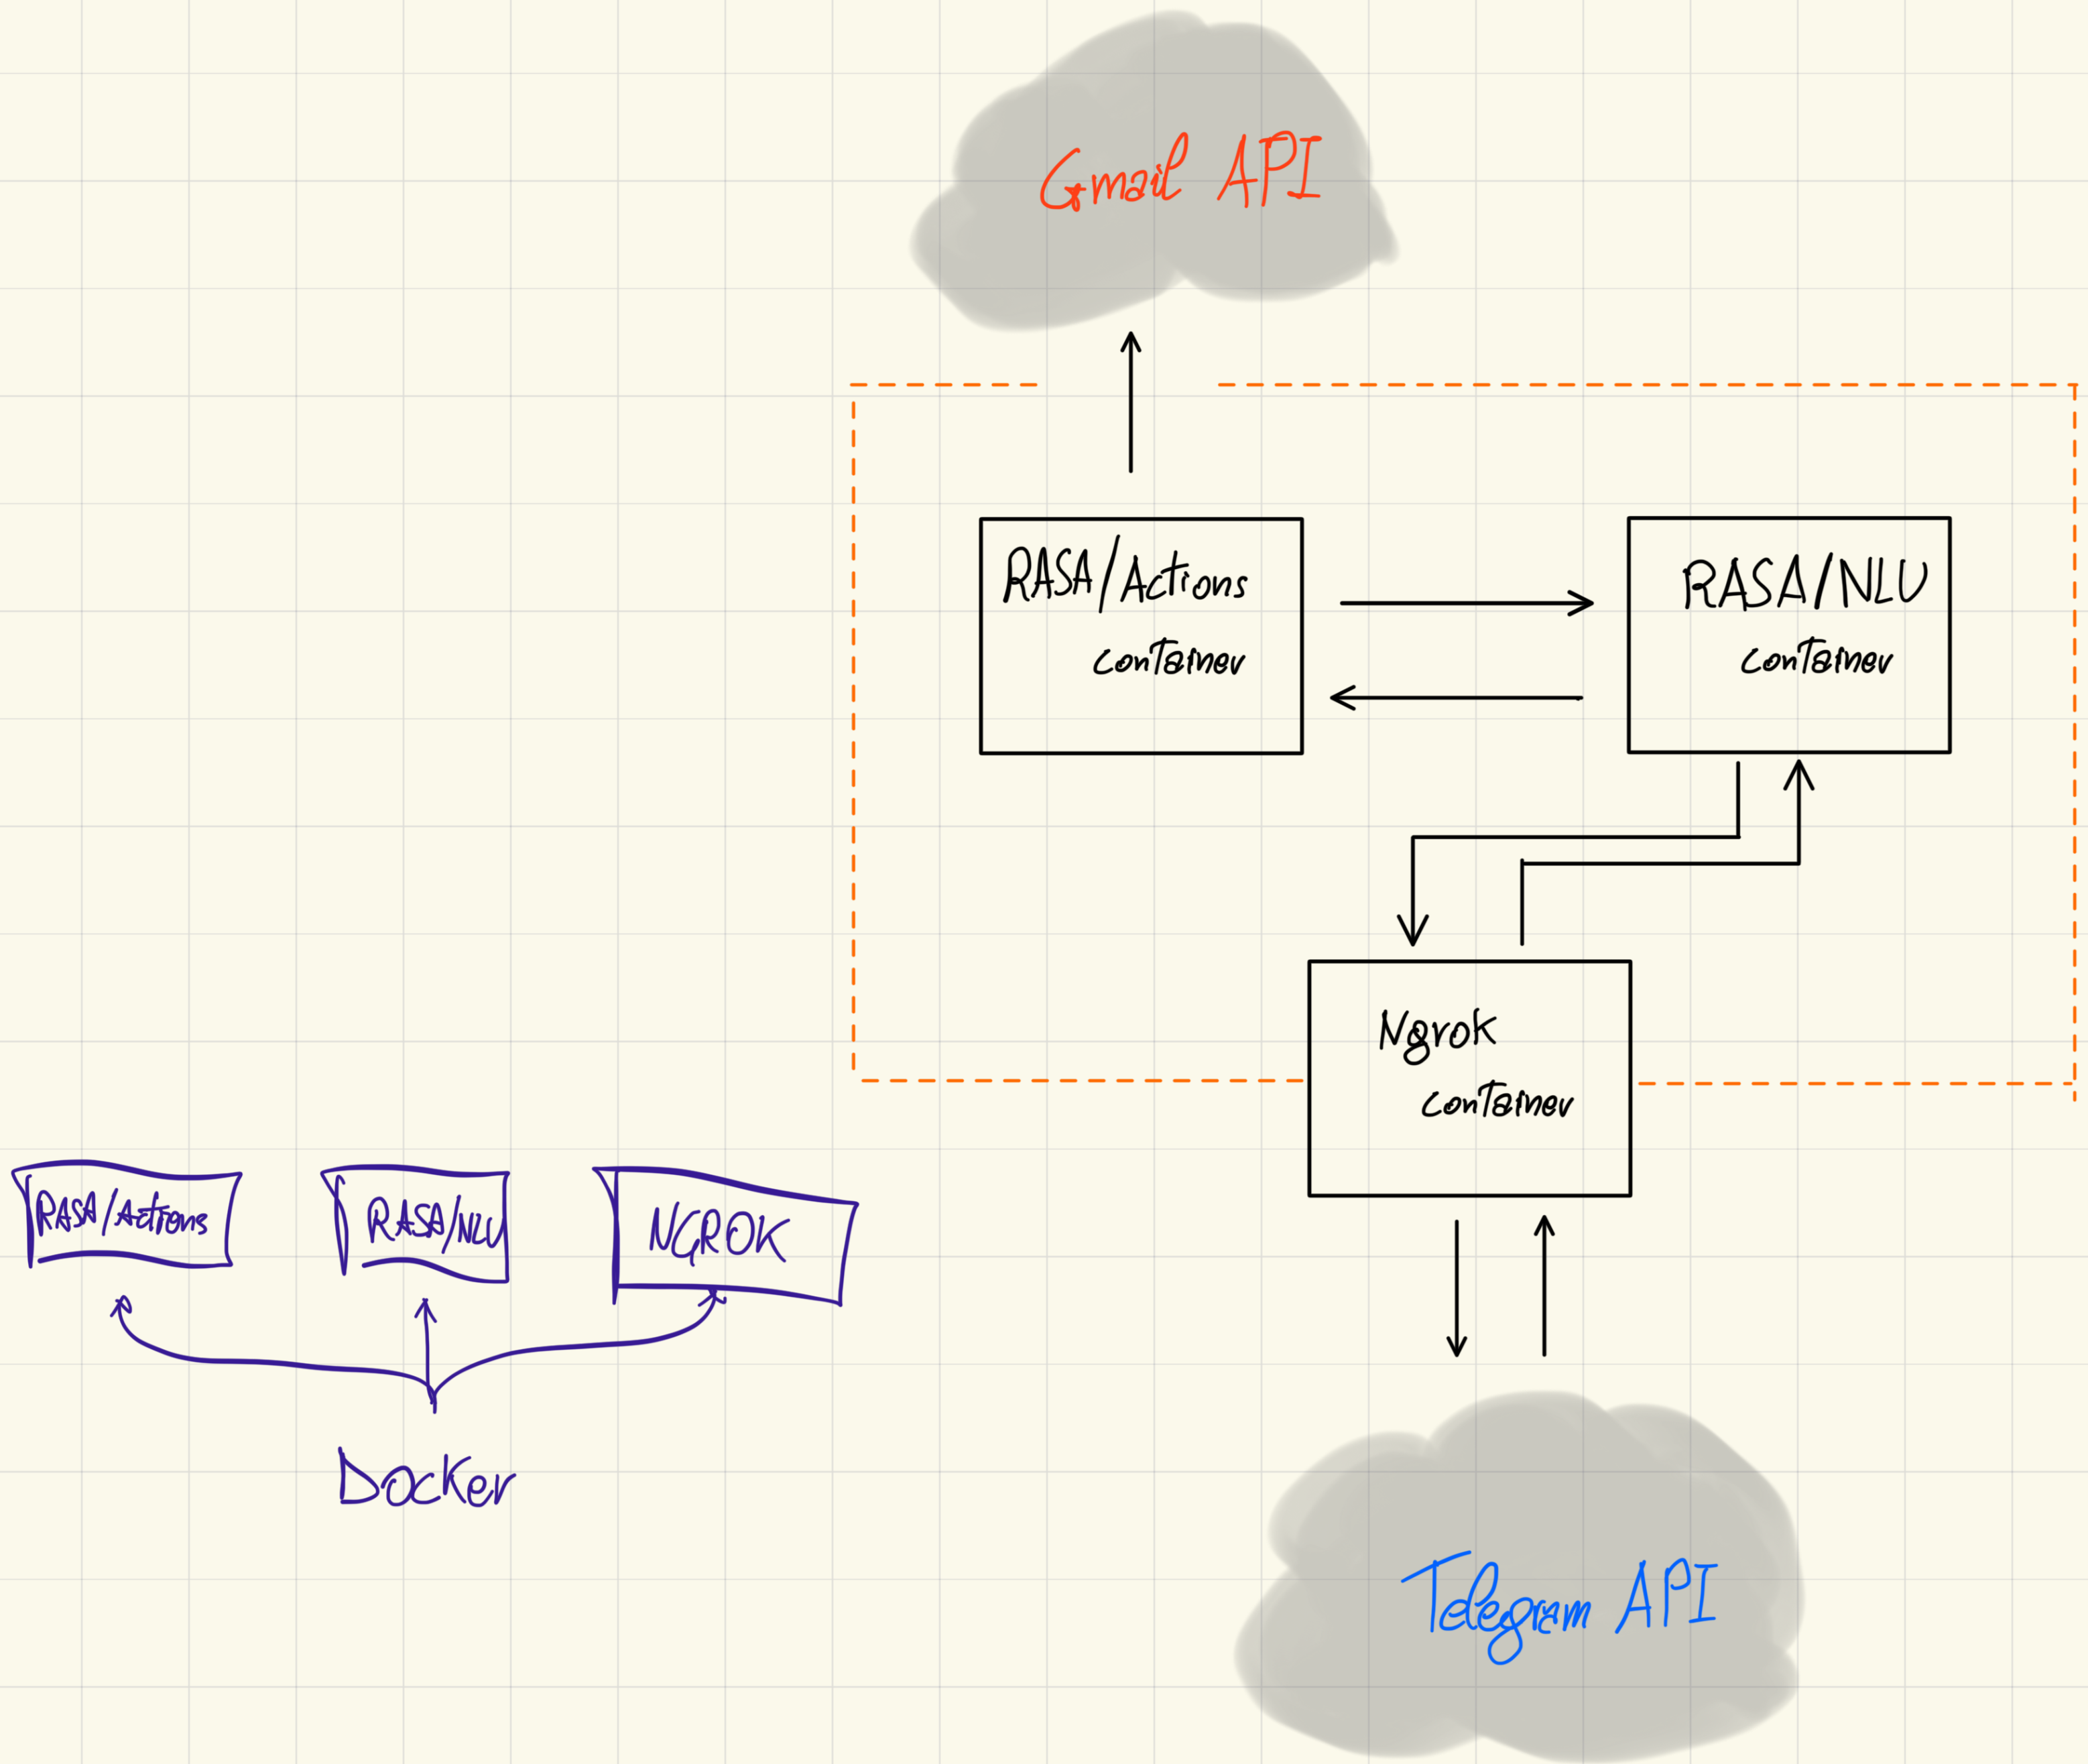 Gmail API
RASA/Actions
container
RASA/NLU
container
Ngrok
container
RASA/Actions
RASA/NLU
NGROK
Docker
Telegram API